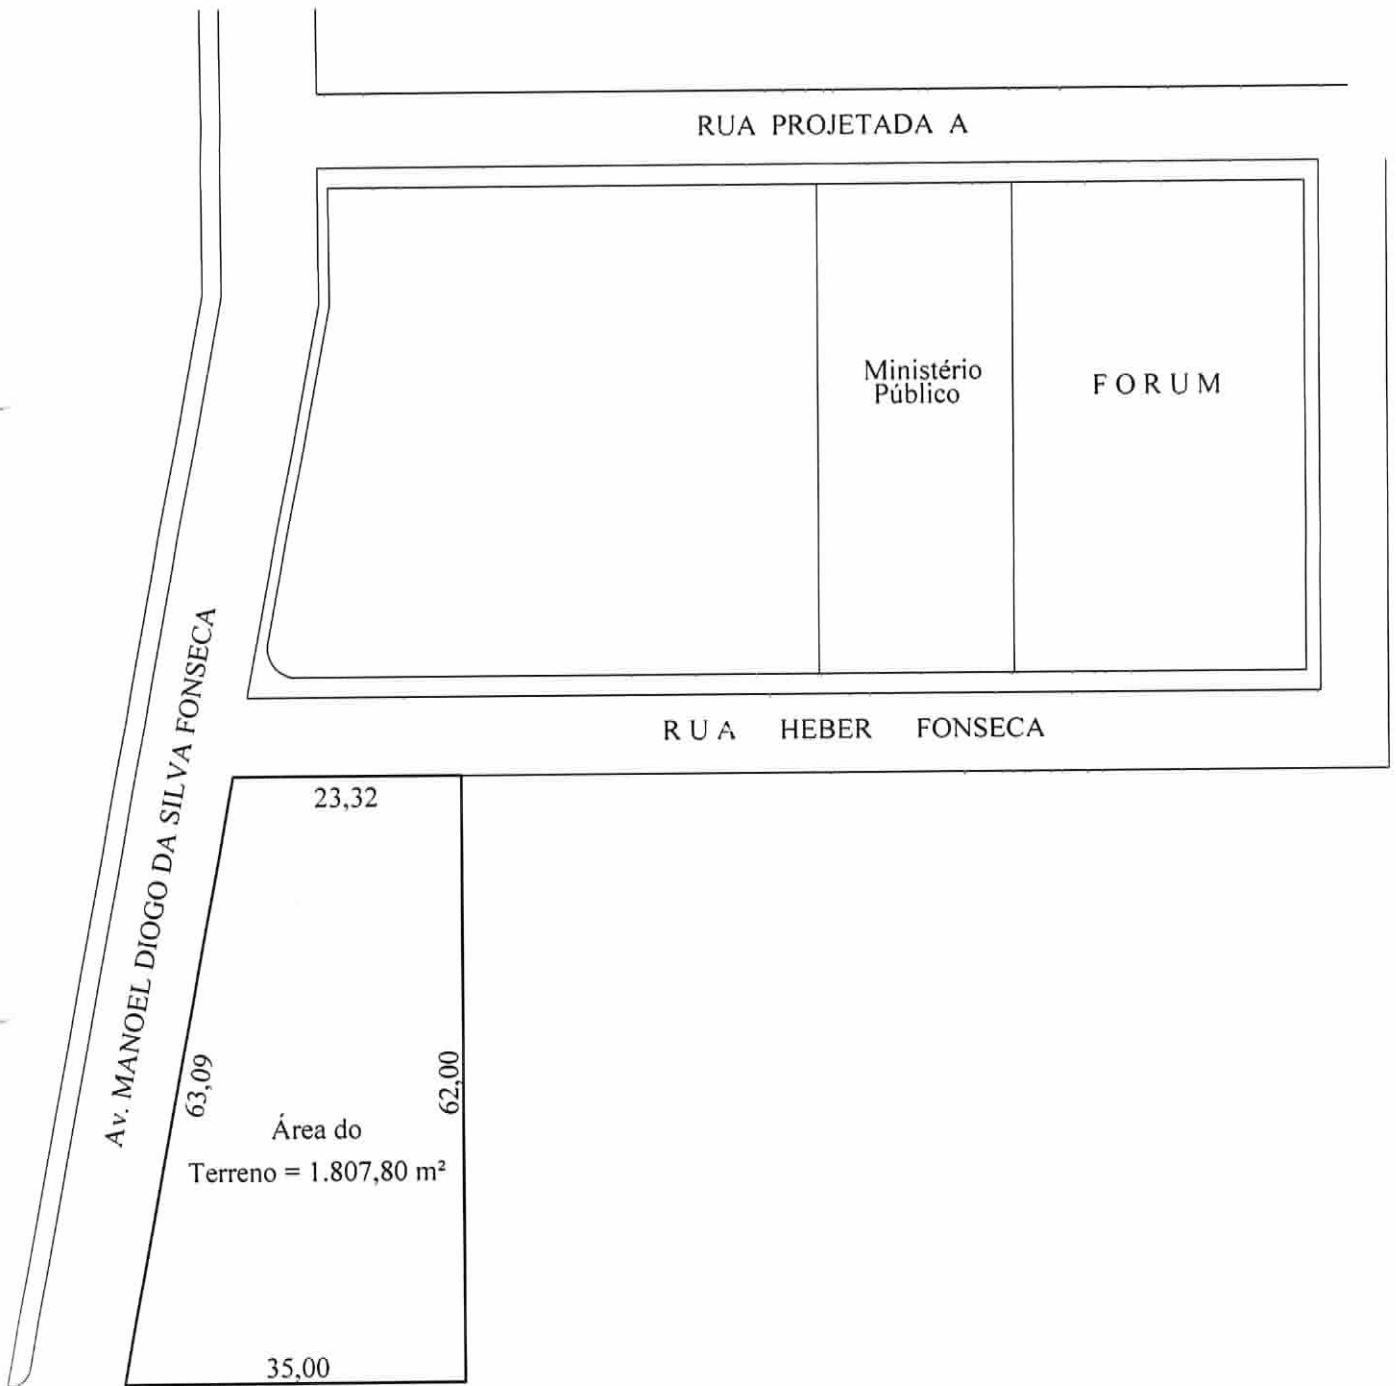 RUA PROJETADA A
Ministério
Público
FORUM
RUA HEBER FONSECA
Av. MANOEL DIOGO DA SILVA FONSECA
23,32
63,09
62,00
Área do
Terreno = 1.807,80 m²
35,00